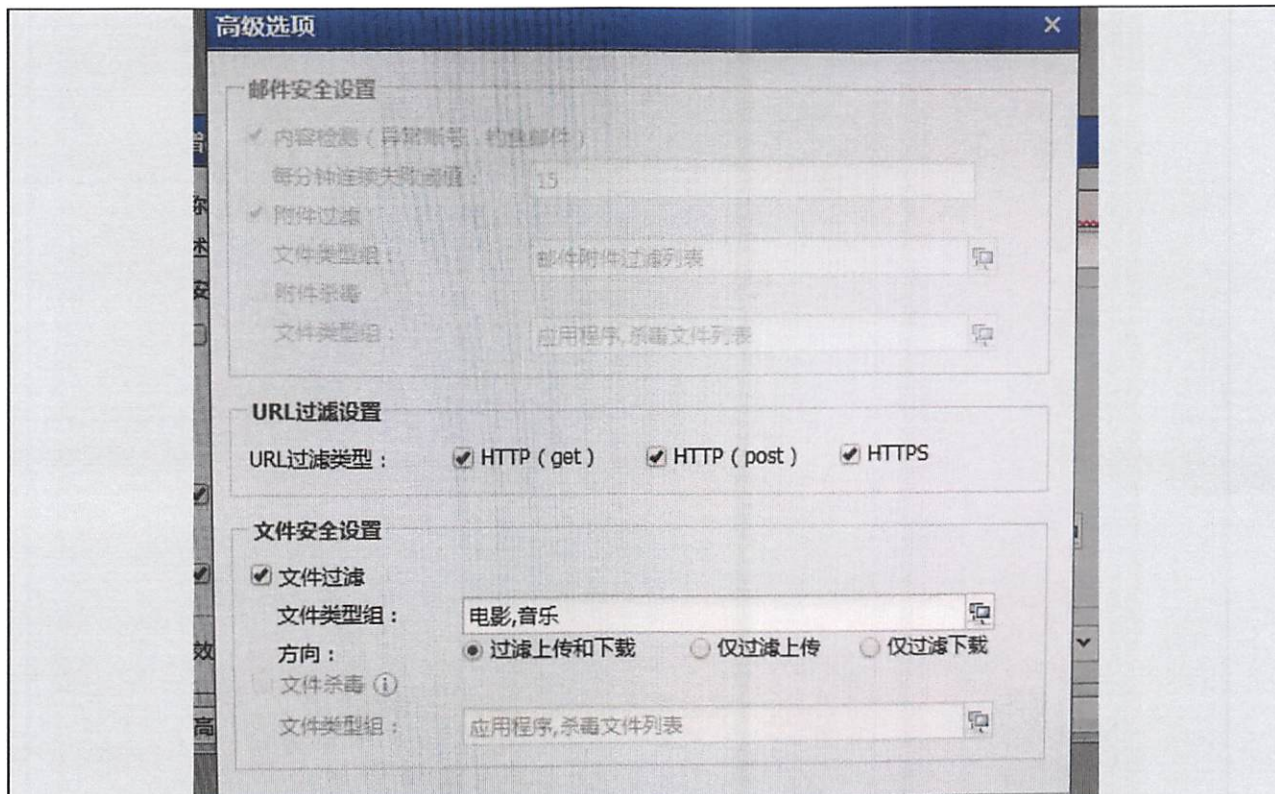 高级选项
邮件安全设置
内容检测（异常账号，钓鱼邮件）
每分钟连续失败阈值： 15
附件过滤
文件类型组： 邮件附件过滤列表
附件杀毒
文件类型组： 应用程序,杀毒文件列表
URL过滤设置
URL过滤类型： HTTP（get） HTTP（post） HTTPS
文件安全设置
文件过滤
文件类型组： 电影,音乐
方向： 过滤上传和下载 仅过滤上传 仅过滤下载
文件杀毒
文件类型组： 应用程序,杀毒文件列表
称
述
效
高